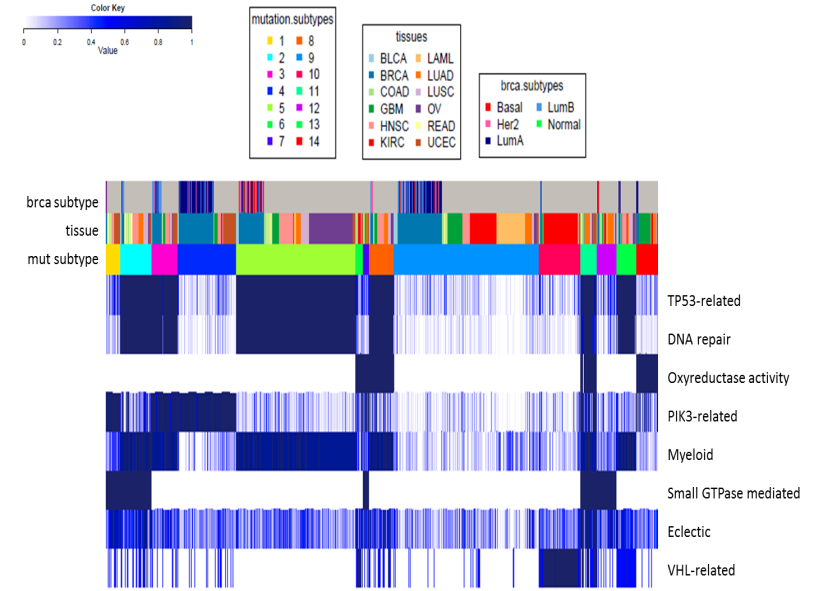 Color Key
0 0.2 0.4 0.6 0.8 1
Value
mutation.subtypes
1 8
2 9
3 10
4 11
5 12
6 13
7 14
tissues
BLCA LAML
BRCA LUAD
COAD LUSC
GBM OV
HNSC READ
KIRC UCEC
brca.subtypes
Basal LumB
Her2 Normal
LumA
brca subtype
tissue
mut subtype
TP53-related
DNA repair
Oxyreductase activity
PIK3-related
Myeloid
Small GTPase mediated
Eclectic
VHL-related